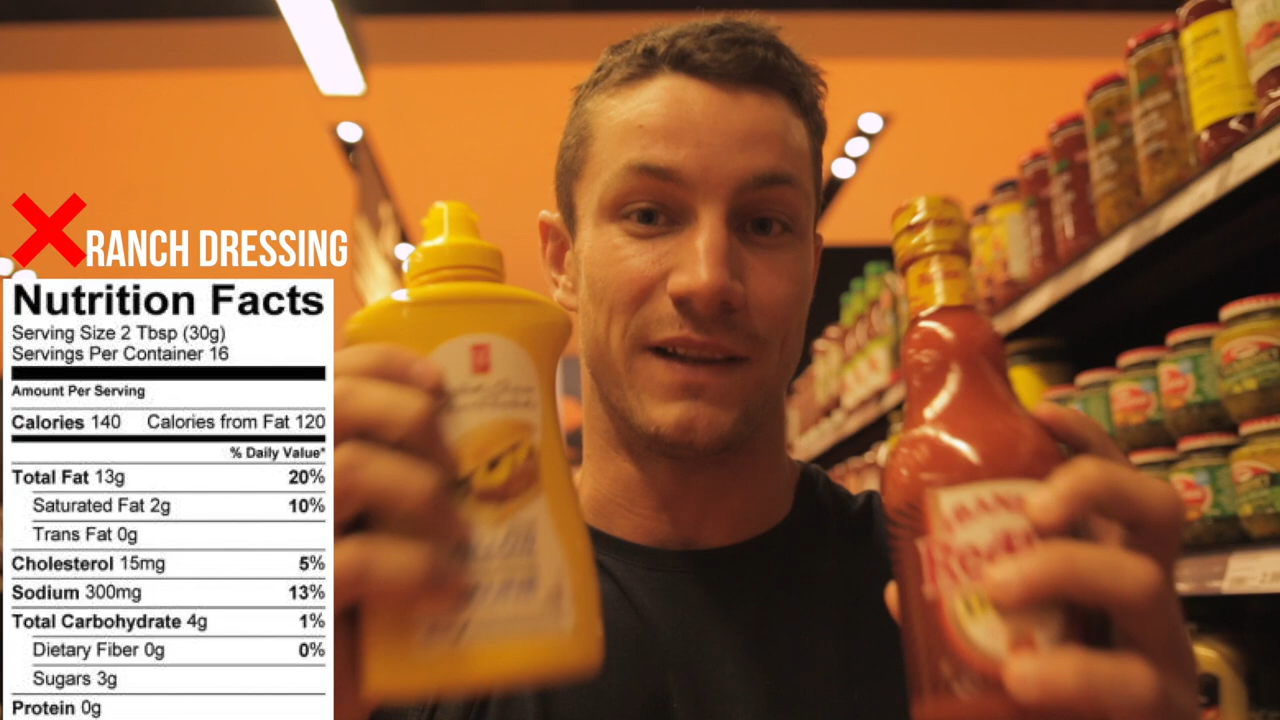 RANCH DRESSING
Nutrition Facts
Serving Size 2 Tbsp (30g)
Servings Per Container 16
Amount Per Serving
Calories 140 Calories from Fat 120
% Daily Value*
Total Fat 13g 20%
Saturated Fat 2g 10%
Trans Fat 0g
Cholesterol 15mg 5%
Sodium 300mg 13%
Total Carbohydrate 4g 1%
Dietary Fiber 0g 0%
Sugars 3g
Protein 0g